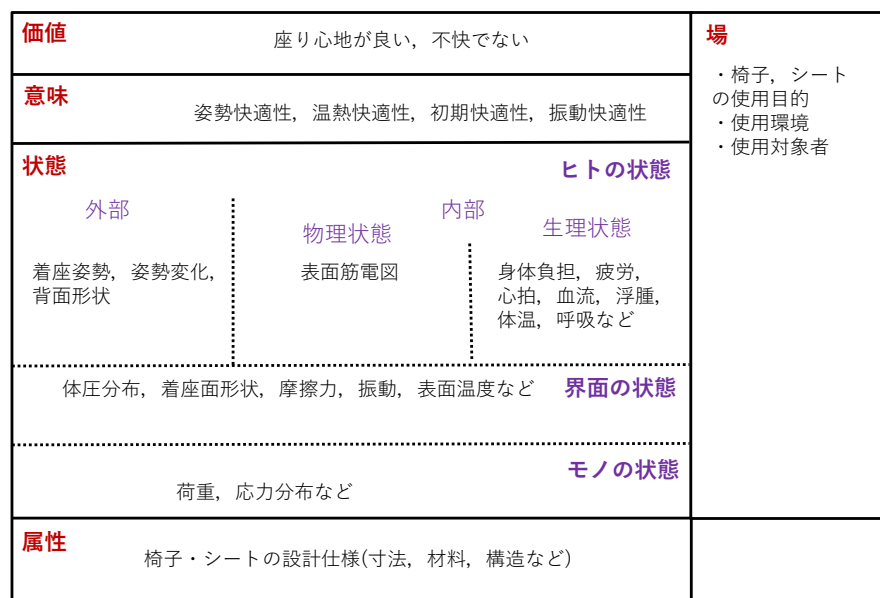 価値
座り心地が良い，不快でない
意味
姿勢快適性，温熱快適性，初期快適性，振動快適性
状態
ヒトの状態
外部
内部
物理状態
生理状態
着座姿勢，姿勢変化，
背面形状
表面筋電図
身体負担，疲労，
心拍，血流，浮腫，
体温，呼吸など
体圧分布，着座面形状，摩擦力，振動，表面温度など
界面の状態
モノの状態
荷重，応力分布など
属性
椅子・シートの設計仕様(寸法，材料，構造など)
場
・椅子，シート
の使用目的
・使用環境
・使用対象者